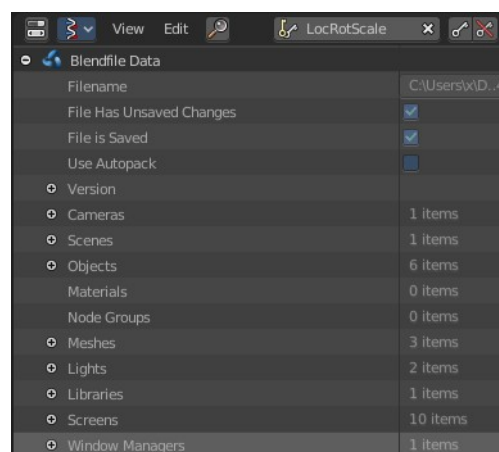 View Edit LocRotScale
Blendfile Data
Filename C:\Users\x\D..4
File Has Unsaved Changes
File is Saved
Use Autopack
Version
Cameras 1 items
Scenes 1 items
Objects 6 items
Materials 0 items
Node Groups 0 items
Meshes 3 items
Lights 2 items
Libraries 1 items
Screens 10 items
Window Managers 1 items